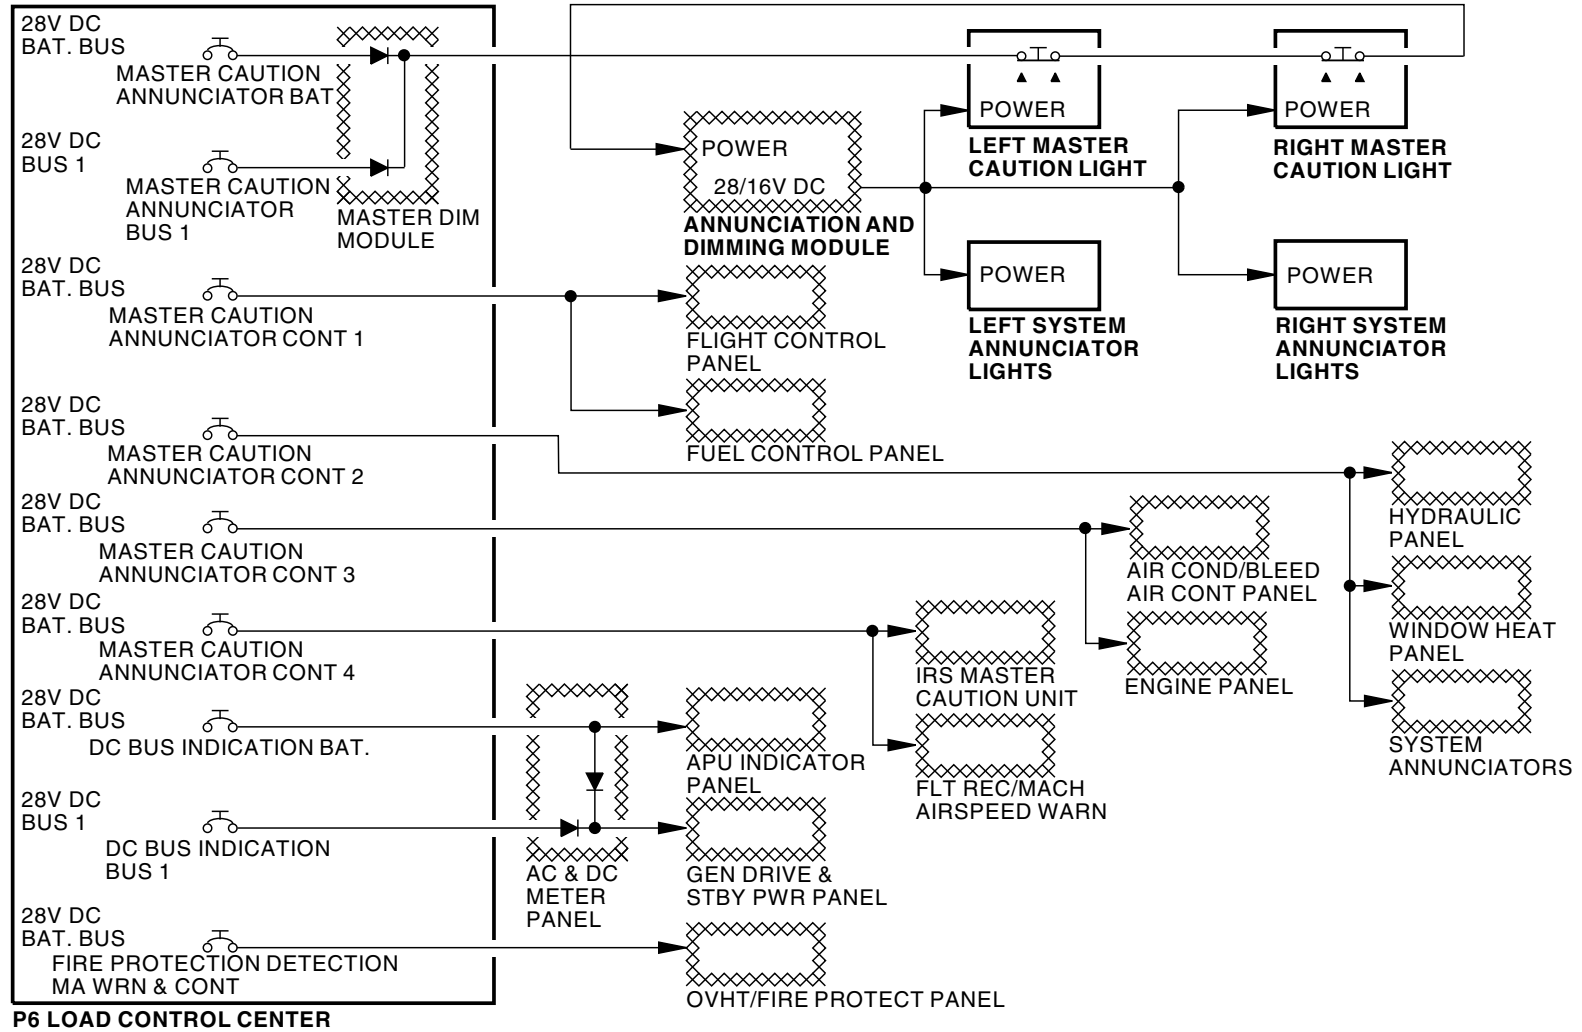 28V DC
BAT. BUS
MASTER CAUTION
ANNUNCIATOR BAT
28V DC
BUS 1
MASTER CAUTION
ANNUNCIATOR
BUS 1
MASTER DIM
MODULE
POWER
28/16V DC
ANNUNCIATION AND
DIMMING MODULE
POWER
LEFT MASTER
CAUTION LIGHT
POWER
RIGHT MASTER
CAUTION LIGHT
POWER
LEFT SYSTEM
ANNUNCIATOR
LIGHTS
POWER
RIGHT SYSTEM
ANNUNCIATOR
LIGHTS
28V DC
BAT. BUS
MASTER CAUTION
ANNUNCIATOR CONT 1
FLIGHT CONTROL
PANEL
FUEL CONTROL PANEL
28V DC
BAT. BUS
MASTER CAUTION
ANNUNCIATOR CONT 2
HYDRAULIC
PANEL
WINDOW HEAT
PANEL
SYSTEM
ANNUNCIATORS
28V DC
BAT. BUS
MASTER CAUTION
ANNUNCIATOR CONT 3
AIR COND/BLEED
AIR CONT PANEL
ENGINE PANEL
28V DC
BAT. BUS
MASTER CAUTION
ANNUNCIATOR CONT 4
IRS MASTER
CAUTION UNIT
FLT REC/MACH
AIRSPEED WARN
28V DC
BAT. BUS
DC BUS INDICATION BAT.
APU INDICATOR
PANEL
28V DC
BUS 1
DC BUS INDICATION
BUS 1
AC & DC
METER
PANEL
GEN DRIVE &
STBY PWR PANEL
28V DC
BAT. BUS
FIRE PROTECTION DETECTION
MA WRN & CONT
OVHT/FIRE PROTECT PANEL
P6 LOAD CONTROL CENTER